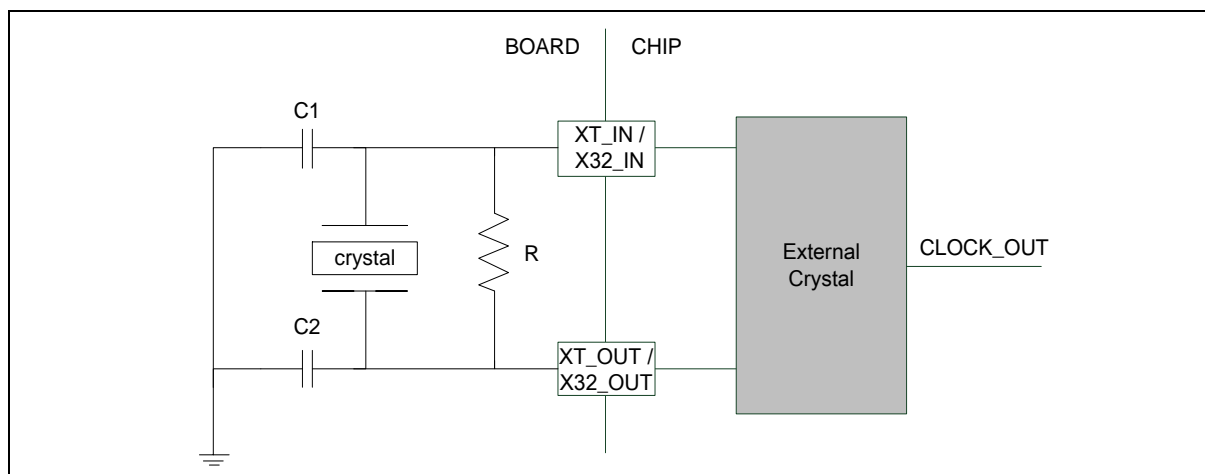 BOARD
CHIP
C1
XT_IN /
X32_IN
crystal
R
External
Crystal
CLOCK_OUT
C2
XT_OUT /
X32_OUT